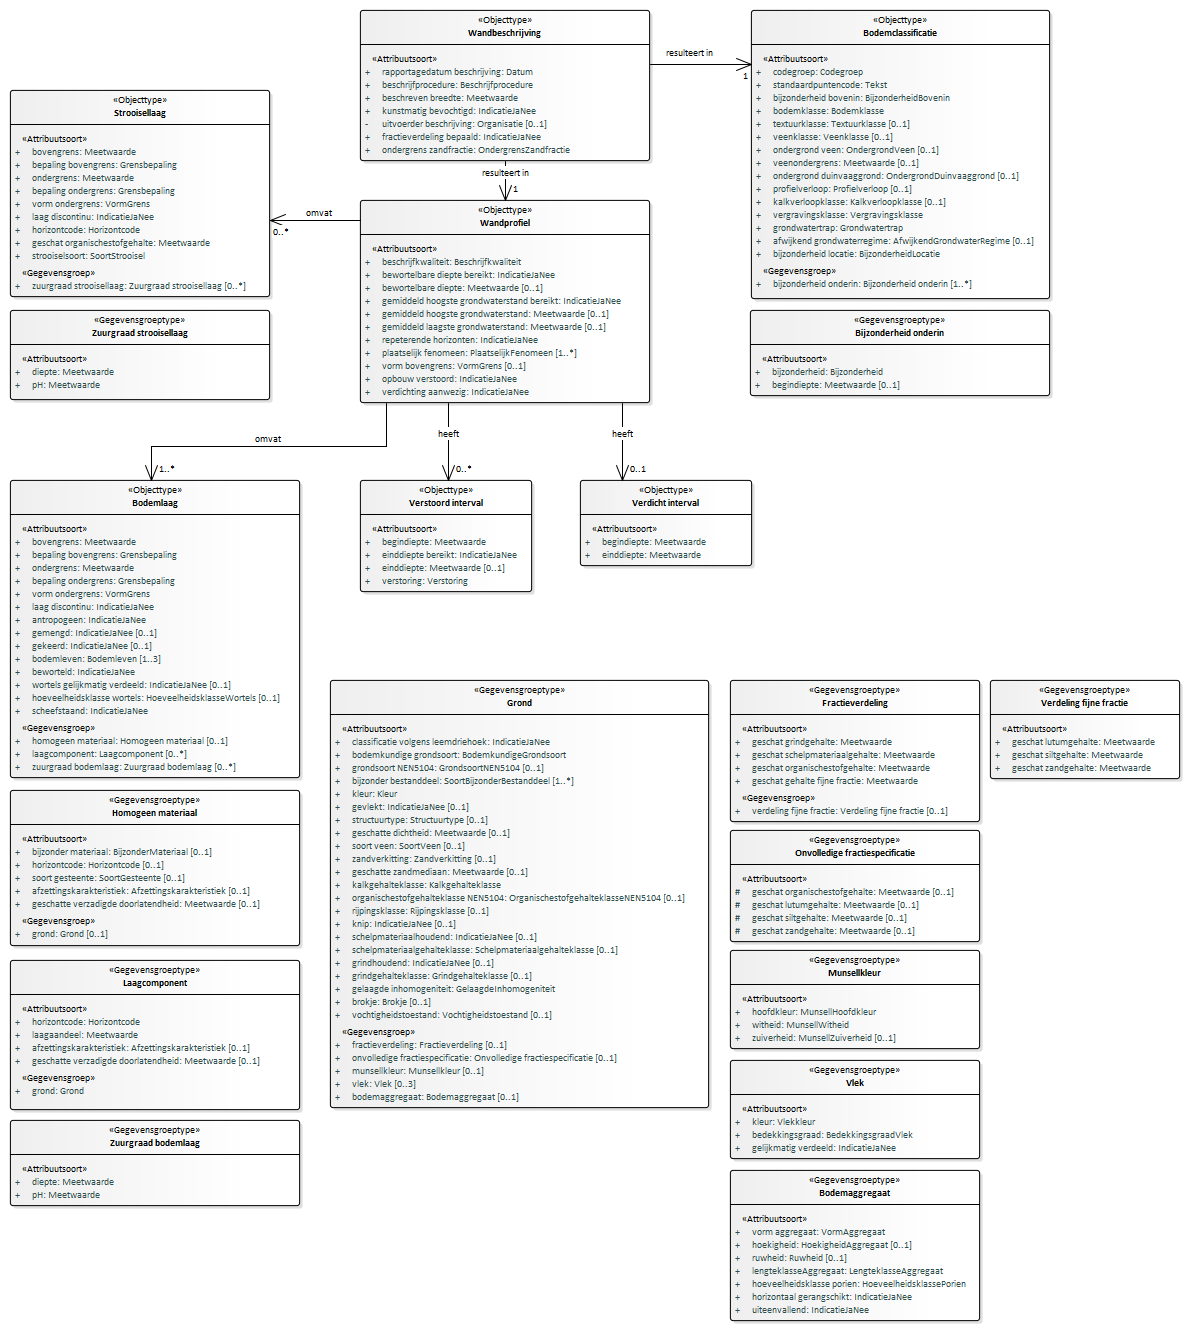 «Objecttype»
Wandbeschrijving
«Attribuutsoort»
+ rapportagedatum beschrijving: Datum
+ beschrijfprocedure: Beschrijfprocedure
+ beschreven breedte: Meetwaarde
+ kunstmatig bevochtigd: IndicatieJaNee
- uitvoerder beschrijving: Organisatie [0..1]
+ fractieverdeling bepaald: IndicatieJaNee
+ ondergrens zandfractie: OndergrensZandfractie
resulteert in
1
«Objecttype»
Bodemclassificatie
«Attribuutsoort»
+ codegroep: Codegroep
+ standaardpuntencode: Tekst
+ bijzonderheid bovenin: BijzonderheidBovenin
+ bodemklasse: Bodemklasse
+ textuurklasse: Textuurklasse [0..1]
+ veenklasse: Veenklasse [0..1]
+ ondergrond veen: OndergrondVeen [0..1]
+ veenondergrens: Meetwaarde [0..1]
+ ondergrond duinvaaggrond: OndergrondDuinvaaggrond [0..1]
+ profielverloop: Profielverloop [0..1]
+ kalkverloopklasse: Kalkverloopklasse [0..1]
+ vergravingsklasse: Vergravingsklasse
+ grondwatertrap: Grondwatertrap
+ afwijkend grondwaterregime: AfwijkendGrondwaterRegime [0..1]
+ bijzonderheid locatie: BijzonderheidLocatie
«Gegevensgroep»
+ bijzonderheid onderin: Bijzonderheid onderin [1..*]
«Objecttype»
Strooisellaag
«Attribuutsoort»
+ bovengrens: Meetwaarde
+ bepaling bovengrens: Grensbepaling
+ ondergrens: Meetwaarde
+ bepaling ondergrens: Grensbepaling
+ vorm ondergrens: VormGrens
+ laag discontinu: IndicatieJaNee
+ horizontcode: Horizontcode
+ geschat organischestofgehalte: Meetwaarde
+ strooiselsoort: SoortStrooisel
«Gegevensgroep»
+ zuurgraad strooisellaag: Zuurgraad strooisellaag [0..*]
resulteert in
1
omvat
0..*
«Objecttype»
Wandprofiel
«Attribuutsoort»
+ beschrijfkwaliteit: Beschrijfkwaliteit
+ bewortelbare diepte bereikt: IndicatieJaNee
+ bewortelbare diepte: Meetwaarde [0..1]
+ gemiddeld hoogste grondwaterstand bereikt: IndicatieJaNee
+ gemiddeld hoogste grondwaterstand: Meetwaarde [0..1]
+ gemiddeld laagste grondwaterstand: Meetwaarde [0..1]
+ repeterende horizonten: IndicatieJaNee
+ plaatselijk fenomeen: PlaatselijkFenomeen [1..*]
+ vorm bovengrens: VormGrens [0..1]
+ opbouw verstoord: IndicatieJaNee
+ verdichting aanwezig: IndicatieJaNee
«Gegevensgroeptype»
Zuurgraad strooisellaag
«Attribuutsoort»
+ diepte: Meetwaarde
+ pH: Meetwaarde
«Gegevensgroeptype»
Bijzonderheid onderin
«Attribuutsoort»
+ bijzonderheid: Bijzonderheid
+ begindiepte: Meetwaarde [0..1]
omvat
1..*
heeft
0..*
heeft
0..1
«Objecttype»
Bodemlaag
«Attribuutsoort»
+ bovengrens: Meetwaarde
+ bepaling bovengrens: Grensbepaling
+ ondergrens: Meetwaarde
+ bepaling ondergrens: Grensbepaling
+ vorm ondergrens: VormGrens
+ laag discontinu: IndicatieJaNee
+ antropogeen: IndicatieJaNee
+ gemengd: IndicatieJaNee [0..1]
+ gekeerd: IndicatieJaNee [0..1]
+ bodemleven: Bodemleven [1..3]
+ beworteld: IndicatieJaNee
+ wortels gelijkmatig verdeeld: IndicatieJaNee [0..1]
+ hoeveelheidsklasse wortels: HoeveelheidsklasseWortels [0..1]
+ scheefstaand: IndicatieJaNee
«Gegevensgroep»
+ homogeen materiaal: Homogeen materiaal [0..1]
+ laagcomponent: Laagcomponent [0..*]
+ zuurgraad bodemlaag: Zuurgraad bodemlaag [0..*]
«Objecttype»
Verstoord interval
«Attribuutsoort»
+ begindiepte: Meetwaarde
+ einddiepte bereikt: IndicatieJaNee
+ einddiepte: Meetwaarde [0..1]
+ verstoring: Verstoring
«Objecttype»
Verdicht interval
«Attribuutsoort»
+ begindiepte: Meetwaarde
+ einddiepte: Meetwaarde
«Gegevensgroeptype»
Homogeen materiaal
«Attribuutsoort»
+ bijzonder materiaal: BijzonderMateriaal [0..1]
+ horizontcode: Horizontcode [0..1]
+ soort gesteente: SoortGesteente [0..1]
+ afzettingskarakteristiek: Afzettingskarakteristiek [0..1]
+ geschatte verzadigde doorlatendheid: Meetwaarde [0..1]
«Gegevensgroep»
+ grond: Grond [0..1]
«Gegevensgroeptype»
Laagcomponent
«Attribuutsoort»
+ horizontcode: Horizontcode
+ laagaandeel: Meetwaarde
+ afzettingskarakteristiek: Afzettingskarakteristiek [0..1]
+ geschatte verzadigde doorlatendheid: Meetwaarde [0..1]
«Gegevensgroep»
+ grond: Grond
«Gegevensgroeptype»
Zuurgraad bodemlaag
«Attribuutsoort»
+ diepte: Meetwaarde
+ pH: Meetwaarde
«Gegevensgroeptype»
Grond
«Attribuutsoort»
+ classificatie volgens leemdriehoek: IndicatieJaNee
+ bodemkundige grondsoort: BodemkundigeGrondsoort
+ grondsoort NEN5104: GrondsoortNEN5104 [0..1]
+ bijzonder bestanddeel: SoortBijzonderBestanddeel [1..*]
+ kleur: Kleur
+ gevlekt: IndicatieJaNee [0..1]
+ structuurtype: Structuurtype [0..1]
+ geschatte dichtheid: Meetwaarde [0..1]
+ soort veen: SoortVeen [0..1]
+ zandverkitting: Zandverkitting [0..1]
+ geschatte zandmediaan: Meetwaarde [0..1]
+ kalkgehalteklasse: Kalkgehalteklasse
+ organischestofgehalteklasse NEN5104: OrganischestofgehalteklasseNEN5104 [0..1]
+ rijpingsklasse: Rijpingsklasse [0..1]
+ knip: IndicatieJaNee [0..1]
+ schelpmateriaalhoudend: IndicatieJaNee [0..1]
+ schelpmateriaalgehalteklasse: Schelpmateriaalgehalteklasse [0..1]
+ grindhoudend: IndicatieJaNee [0..1]
+ grindgehalteklasse: Grindgehalteklasse [0..1]
+ gelaagde inhomogeniteit: GelaagdeInhomogeniteit
+ brokje: Brokje [0..1]
+ vochtigheidstoestand: Vochtigheidstoestand [0..1]
«Gegevensgroep»
+ fractieverdeling: Fractieverdeling [0..1]
+ onvolledige fractiespecificatie: Onvolledige fractiespecificatie [0..1]
+ munsellkleur: Munsellkleur [0..1]
+ vlek: Vlek [0..3]
+ bodemaggregaat: Bodemaggregaat [0..1]
«Gegevensgroeptype»
Fractieverdeling
«Attribuutsoort»
+ geschat grindgehalte: Meetwaarde
+ geschat schelpmateriaalgehalte: Meetwaarde
+ geschat organischestofgehalte: Meetwaarde
+ geschat gehalte fijne fractie: Meetwaarde
«Gegevensgroep»
+ verdeling fijne fractie: Verdeling fijne fractie [0..1]
«Gegevensgroeptype»
Verdeling fijne fractie
«Attribuutsoort»
+ geschat lutumgehalte: Meetwaarde
+ geschat siltgehalte: Meetwaarde
+ geschat zandgehalte: Meetwaarde
«Gegevensgroeptype»
Onvolledige fractiespecificatie
«Attribuutsoort»
# geschat organischestofgehalte: Meetwaarde [0..1]
# geschat lutumgehalte: Meetwaarde [0..1]
# geschat siltgehalte: Meetwaarde [0..1]
# geschat zandgehalte: Meetwaarde [0..1]
«Gegevensgroeptype»
Munsellkleur
«Attribuutsoort»
+ hoofdkleur: MunsellHoofdkleur
+ witheid: MunsellWitheid
+ zuiverheid: MunsellZuiverheid [0..1]
«Gegevensgroeptype»
Vlek
«Attribuutsoort»
+ kleur: Vlekkleur
+ bedekkingsgraad: BedekkingsgraadVlek
+ gelijkmatig verdeeld: IndicatieJaNee
«Gegevensgroeptype»
Bodemaggregaat
«Attribuutsoort»
+ vorm aggregaat: VormAggregaat
+ hoekigheid: HoekigheidAggregaat [0..1]
+ ruwheid: Ruwheid [0..1]
+ lengteklasseAggregaat: LengteklasseAggregaat
+ hoeveelheidsklasse porien: HoeveelheidsklassePorien
+ horizontaal gerangschikt: IndicatieJaNee
+ uiteenvallend: IndicatieJaNee